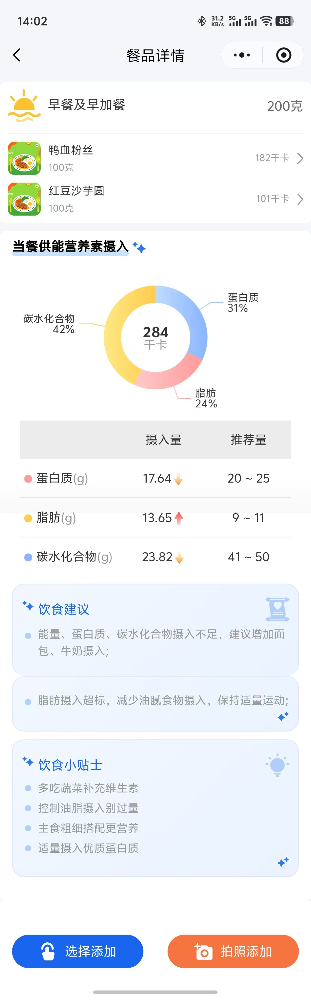 14:02
31.2 KB/s 5G 5G 88
餐品详情
早餐及早加餐 200克
鸭血粉丝
100克
182千卡
红豆沙芋圆
100克
101千卡
当餐供能营养素摄入
蛋白质
31%
碳水化合物
42%
284
千卡
脂肪
24%
摄入量 推荐量
蛋白质(g) 17.64 20 ~ 25
脂肪(g) 13.65 9 ~ 11
碳水化合物(g) 23.82 41 ~ 50
饮食建议
能量、蛋白质、碳水化合物摄入不足，建议增加面
包、牛奶摄入;
脂肪摄入超标，减少油腻食物摄入，保持适量运动;
饮食小贴士
多吃蔬菜补充维生素
控制油脂摄入别过量
主食粗细搭配更营养
适量摄入优质蛋白质
选择添加 拍照添加